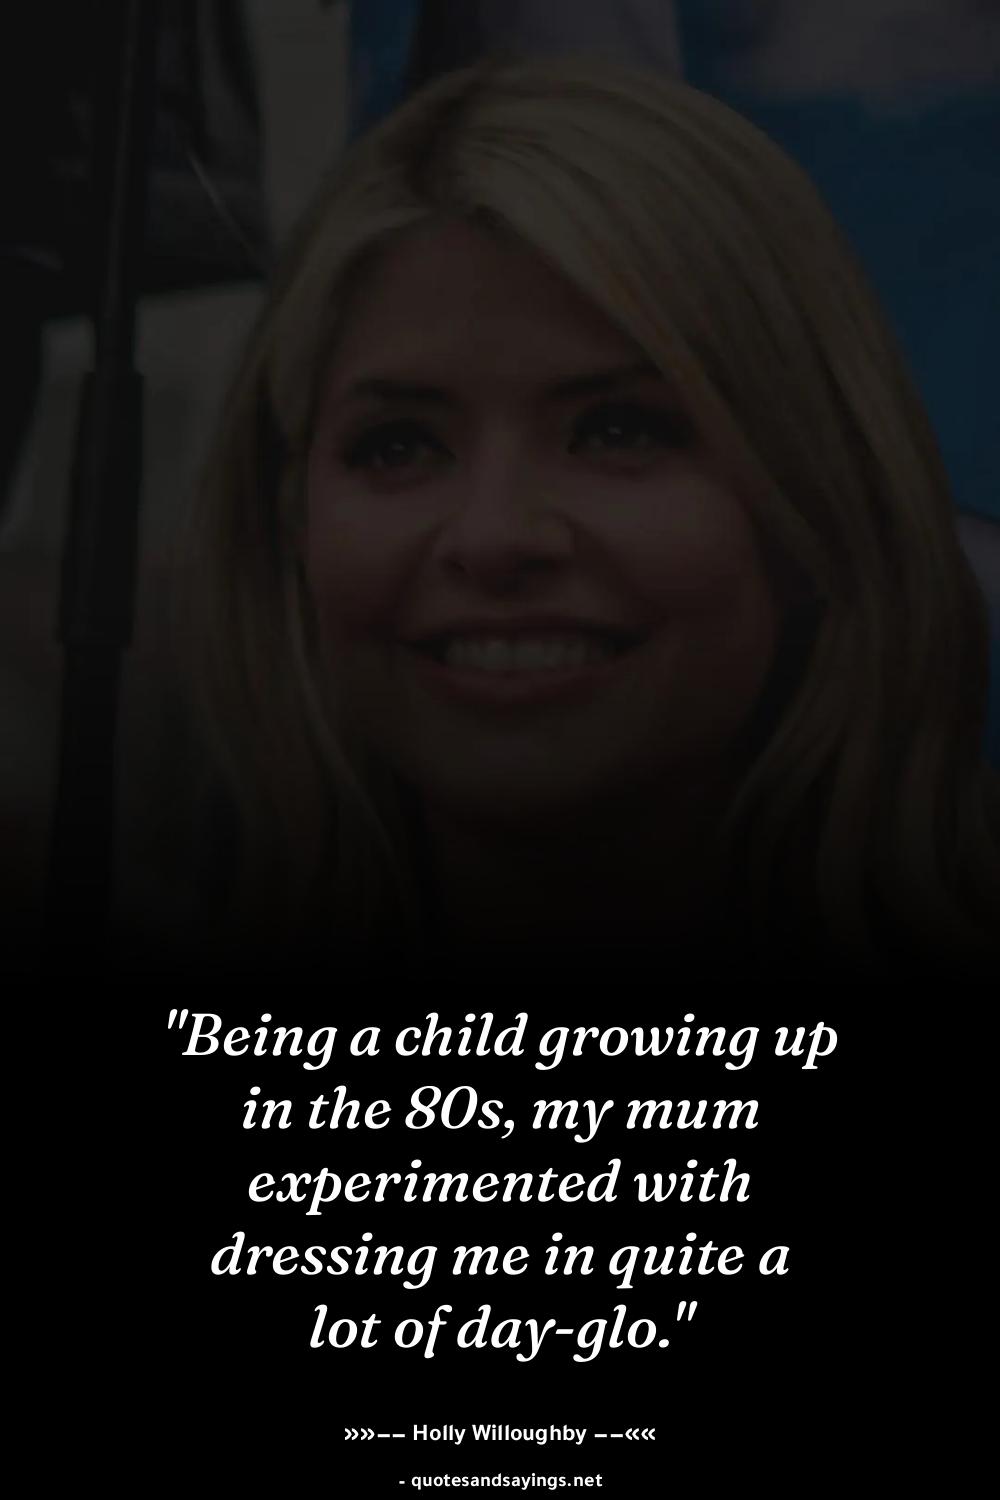 "Being a child growing up
in the 80s, my mum
experimented with
dressing me in quite a
lot of day-glo."
»»–– Holly Willoughby ––««
- quotesandsayings.net